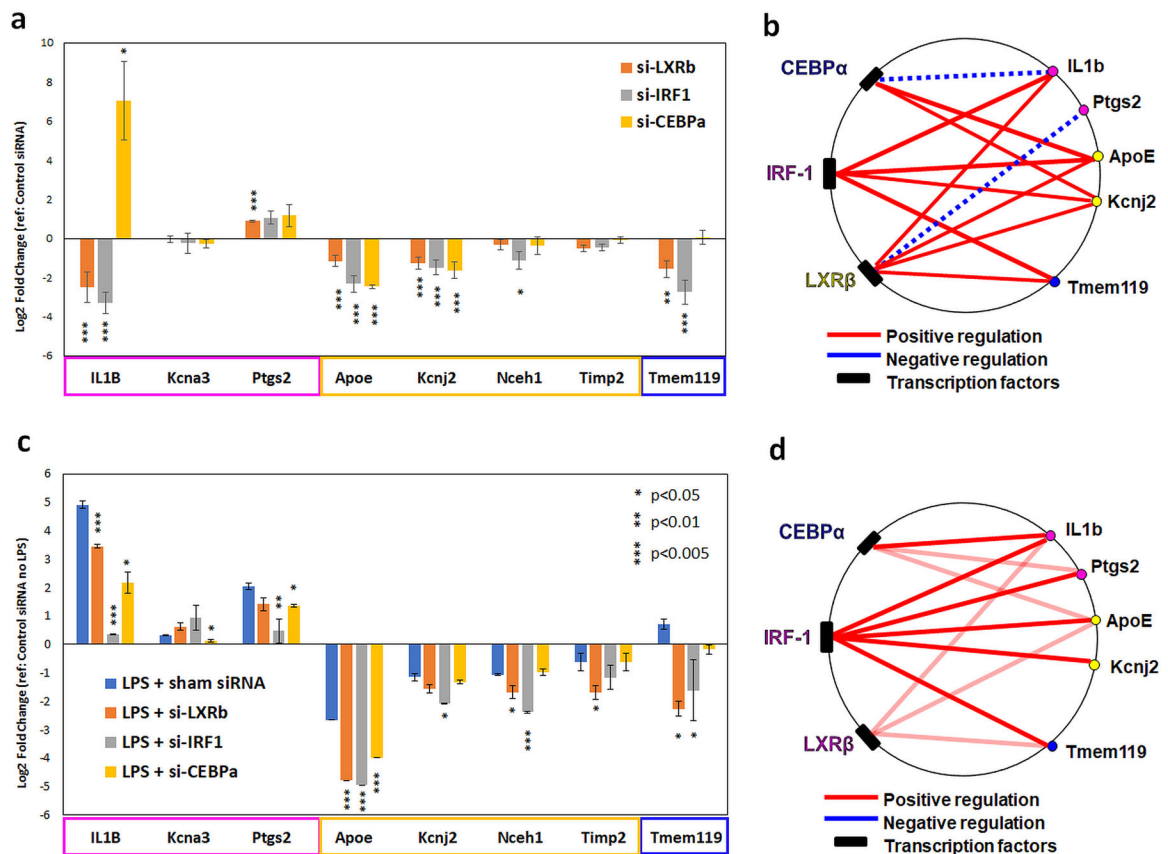 a
Log2 Fold Change (ref: Control siRNA)
10
8
6
4
2
0
-2
-4
-6
si-LXRb
si-IRF1
si-CEBPa
*
***
***
***
***
***
***
***
***
***
*
**
***
IL1B Kcna3 Ptgs2 Apoe Kcnj2 Nceh1 Timp2 Tmem119
b
CEBPα
IRF-1
LXRβ
IL1b
Ptgs2
ApoE
Kcnj2
Tmem119
Positive regulation
Negative regulation
Transcription factors
c
Log2 Fold Change (ref: Control siRNA no LPS)
6
5
4
3
2
1
0
-1
-2
-3
-4
-5
-6
* p<0.05
** p<0.01
*** p<0.005
***
***
*
*
**
*
***
***
***
*
*
***
*
*
*
LPS + sham siRNA
LPS + si-LXRb
LPS + si-IRF1
LPS + si-CEBPa
IL1B Kcna3 Ptgs2 Apoe Kcnj2 Nceh1 Timp2 Tmem119
d
CEBPα
IRF-1
LXRβ
IL1b
Ptgs2
ApoE
Kcnj2
Tmem119
Positive regulation
Negative regulation
Transcription factors